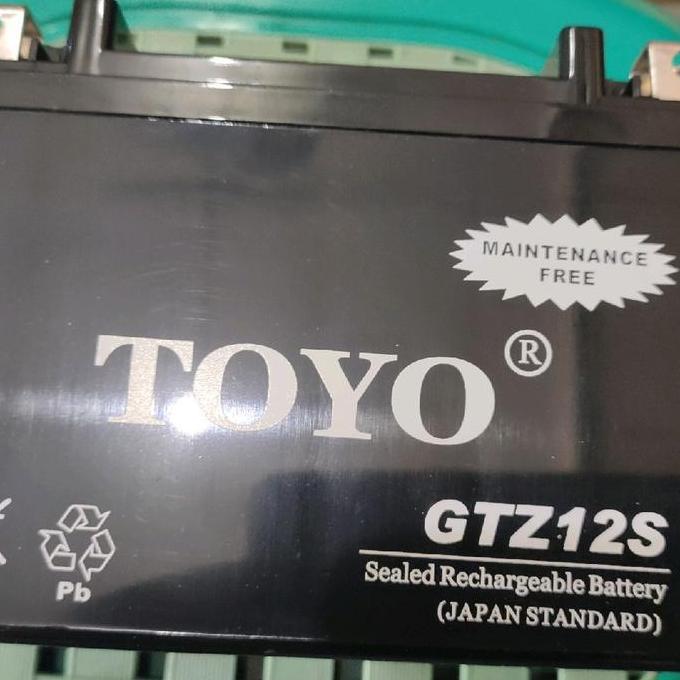 MAINTENANCE
FREE
TOYO®
GTZ12S
Sealed Rechargeable Battery
(JAPAN STANDARD)
Pb